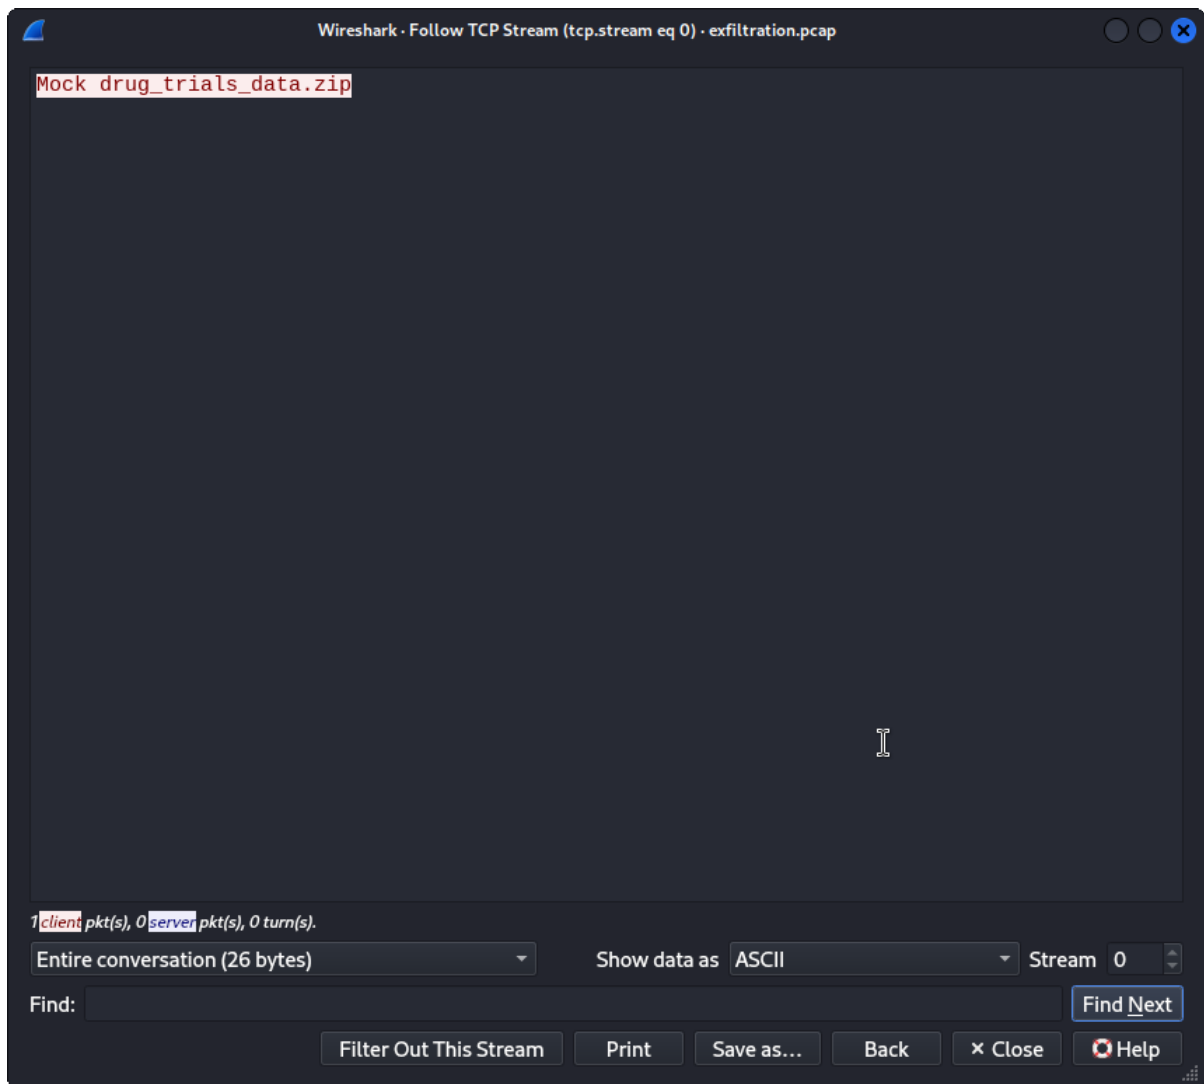 Wireshark · Follow TCP Stream (tcp.stream eq 0) · exfiltration.pcap
Mock drug_trials_data.zip
1 client pkt(s), 0 server pkt(s), 0 turn(s).
Entire conversation (26 bytes) Show data as ASCII Stream 0
Find: Find Next
Filter Out This Stream Print Save as... Back × Close Help